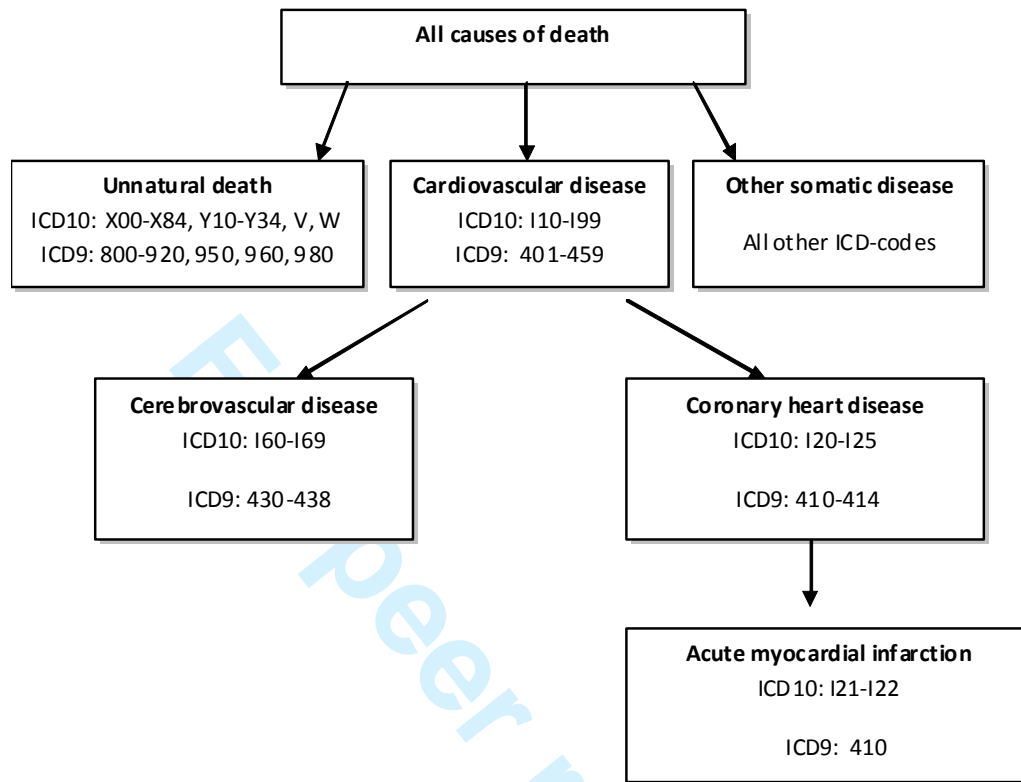 All causes of death
Unnatural death
ICD10: X00-X84, Y10-Y34, V, W
ICD9: 800-920, 950, 960, 980
Cardiovascular disease
ICD10: I10-I99
ICD9: 401-459
Other somatic disease
All other ICD-codes
Cerebrovascular disease
ICD10: I60-I69
ICD9: 430-438
Coronary heart disease
ICD10: I20-I25
ICD9: 410-414
Acute myocardial infarction
ICD10: I21-I22
ICD9: 410
peer